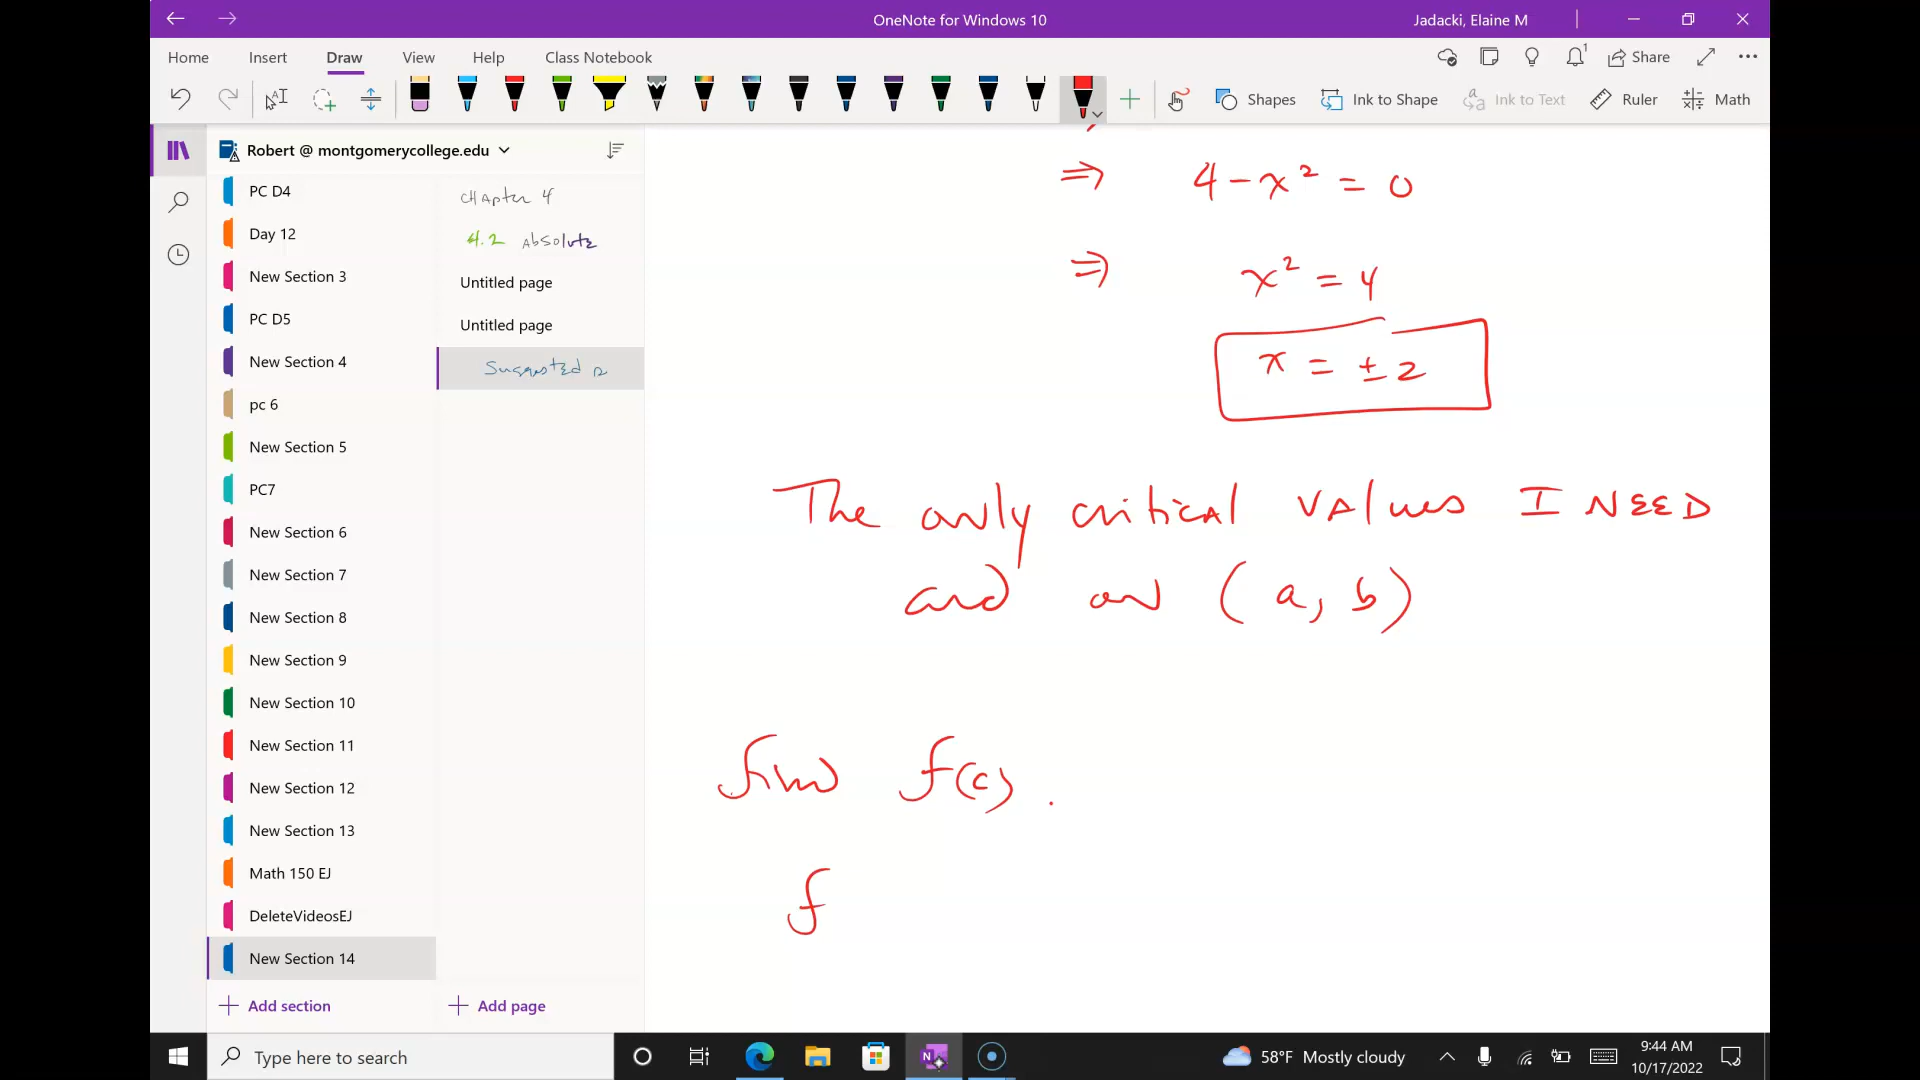 OneNote for Windows 10
Jadacki, Elaine M
Home Insert Draw View Help Class Notebook
1
Share
Shapes Ink to Shape Ink to Text Ruler Math
Robert @ montgomerycollege.edu
PC D4
Day 12
New Section 3
PC D5
New Section 4
pc 6
New Section 5
PC7
New Section 6
New Section 7
New Section 8
New Section 9
New Section 10
New Section 11
New Section 12
New Section 13
Math 150 EJ
DeleteVideosEJ
New Section 14
Add section
CHApter 4
4.2 Absolute
Untitled page
Untitled page
Suggested
Add page
⇒ 4 - x² = 0
⇒ x² = 4
x = ± 2
The only critical VAlues I NEED
and on (a, b)
find f(c).
f
Type here to search
58°F Mostly cloudy
9:44 AM
10/17/2022